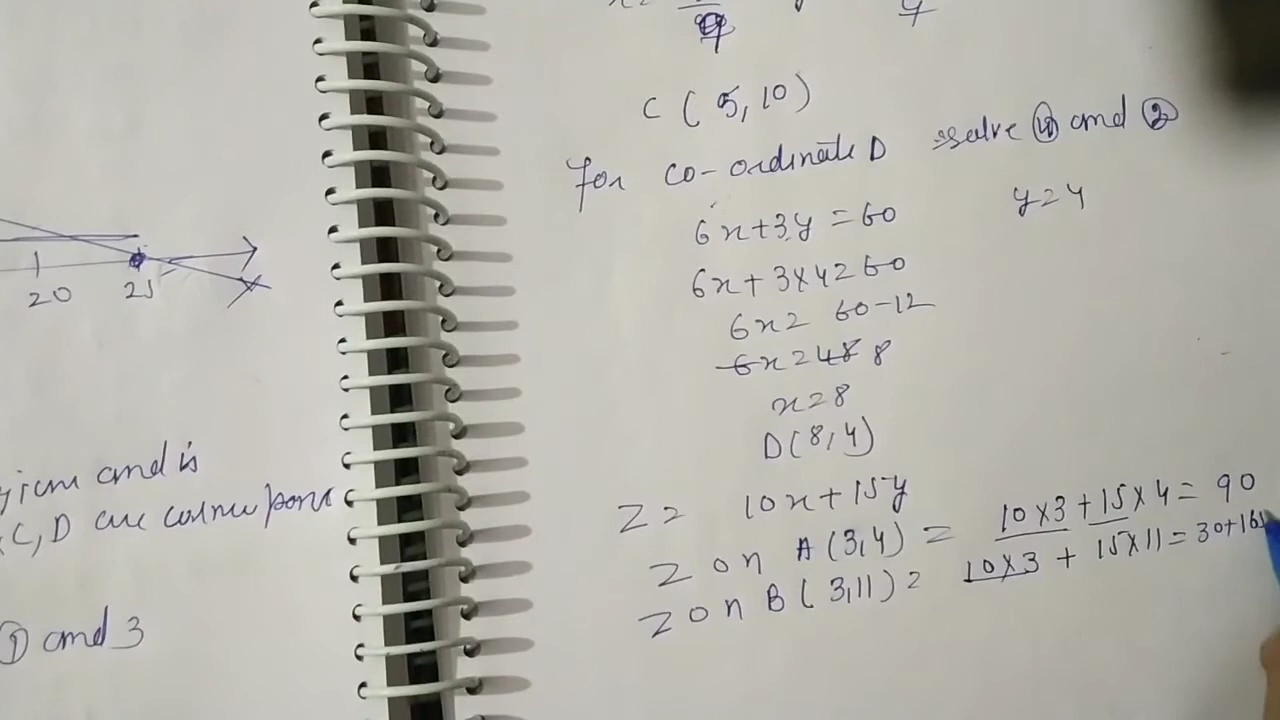 20 25
C, D are corner
① and 3
C (5, 10)
for co-ordinate D solve ④ and ②
6x+3y = 60 y=4
6x+3×4=60
6x= 60-12
6x=48 8
x=8
D(8,4)
Z= 10x+15y
Z on A(3,4) = 10×3+15×4= 90
Z on B(3,11)= 10×3 + 15×11=30+165